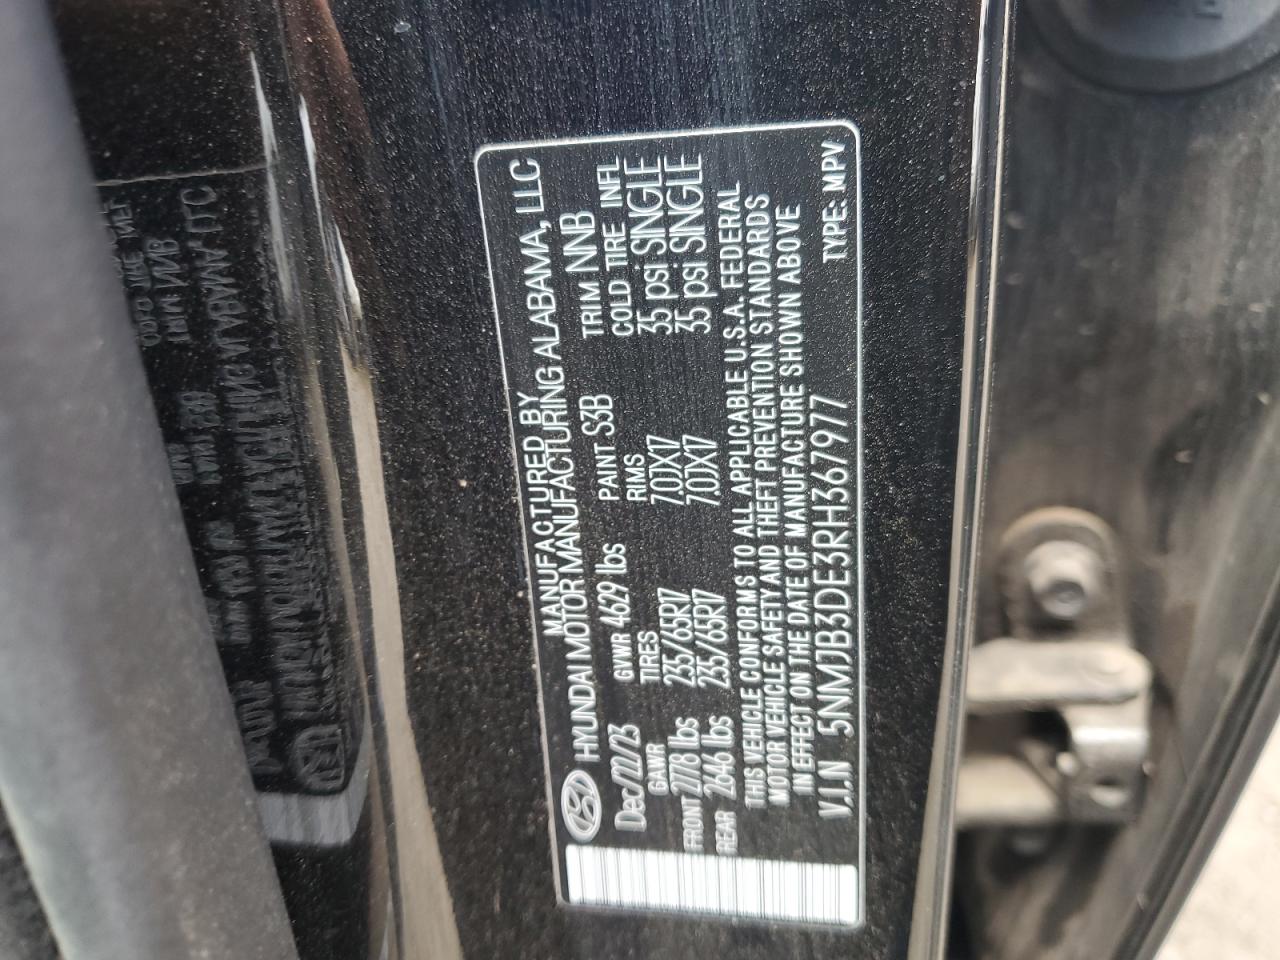 MANUFACTURED BY
HYUNDAI MOTOR MANUFACTURING ALABAMA, LLC
Dec/22/23 GVWR 4629 lbs PAINT S3B TRIM NNB
GAWR TIRES RIMS COLD TIRE INFL
FRONT 2778 lbs 235/65R17 7.0JX17 35 psi SINGLE
REAR 2646 lbs 235/65R17 7.0JX17 35 psi SINGLE
THIS VEHICLE CONFORMS TO ALL APPLICABLE U.S.A. FEDERAL
MOTOR VEHICLE SAFETY AND THEFT PREVENTION STANDARDS
IN EFFECT ON THE DATE OF MANUFACTURE SHOWN ABOVE
V.I.N 5NMJB3DE3RH367977 TYPE: MPV